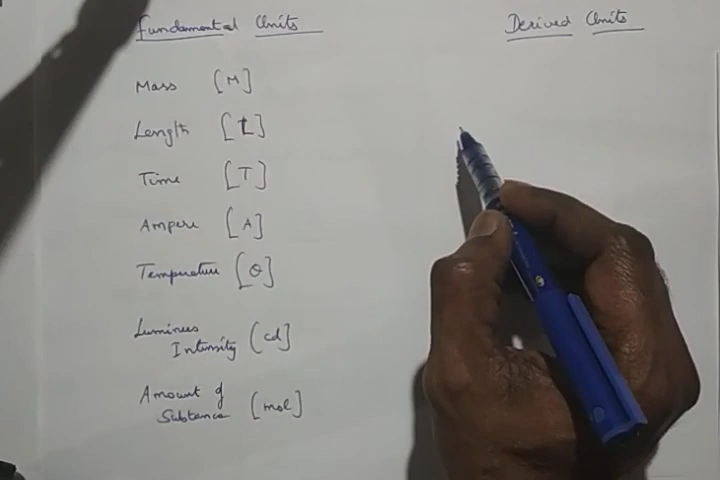 Fundamental Units
Derived Units
Mass [M]
Length [L]
Time [T]
Ampere [A]
Temperature [θ]
Luminous
Intensity [cd]
Amount of
Substance [mol]